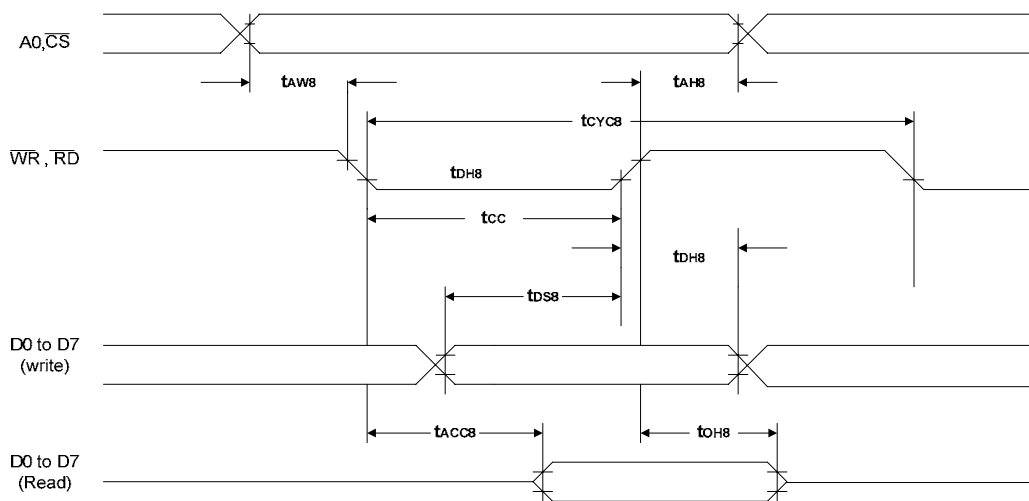 A0,CS
tAW8
tAH8
tCYC8
WR , RD
tDH8
tCC
tDH8
tDS8
D0 to D7
(write)
tACC8
tOH8
D0 to D7
(Read)